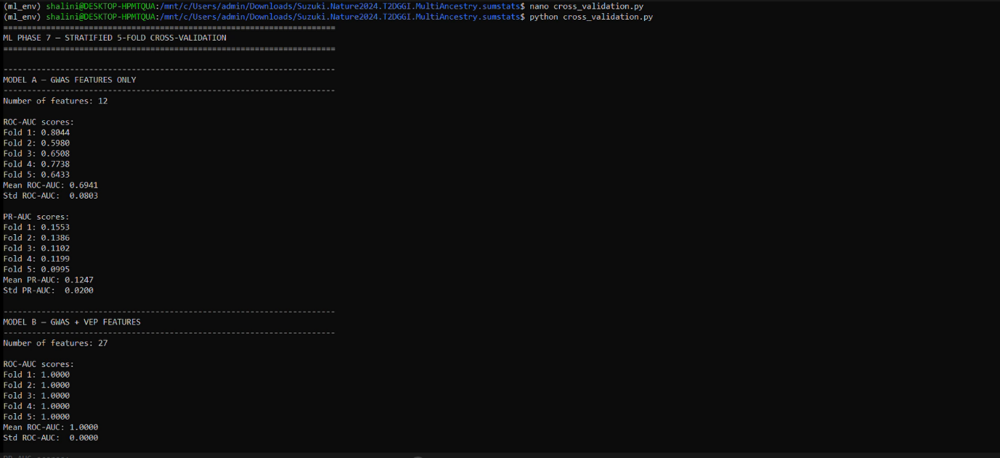 (ml_env) shalini@DESKTOP-HPMTQUA:/mnt/c/Users/admin/Downloads/Suzuki.Nature2024.T2DGGI.MultiAncestry.sumstats$ nano cross_validation.py
(ml_env) shalini@DESKTOP-HPMTQUA:/mnt/c/Users/admin/Downloads/Suzuki.Nature2024.T2DGGI.MultiAncestry.sumstats$ python cross_validation.py
======================================================================
ML PHASE 7 — STRATIFIED 5-FOLD CROSS-VALIDATION
======================================================================
----------------------------------------------------------------------
MODEL A — GWAS FEATURES ONLY
----------------------------------------------------------------------
Number of features: 12
ROC-AUC scores:
Fold 1: 0.8044
Fold 2: 0.5980
Fold 3: 0.6508
Fold 4: 0.7738
Fold 5: 0.6433
Mean ROC-AUC: 0.6941
Std ROC-AUC:  0.0803
PR-AUC scores:
Fold 1: 0.1553
Fold 2: 0.1386
Fold 3: 0.1102
Fold 4: 0.1199
Fold 5: 0.0995
Mean PR-AUC: 0.1247
Std PR-AUC:  0.0200
----------------------------------------------------------------------
MODEL B — GWAS + VEP FEATURES
----------------------------------------------------------------------
Number of features: 27
ROC-AUC scores:
Fold 1: 1.0000
Fold 2: 1.0000
Fold 3: 1.0000
Fold 4: 1.0000
Fold 5: 1.0000
Mean ROC-AUC: 1.0000
Std ROC-AUC:  0.0000